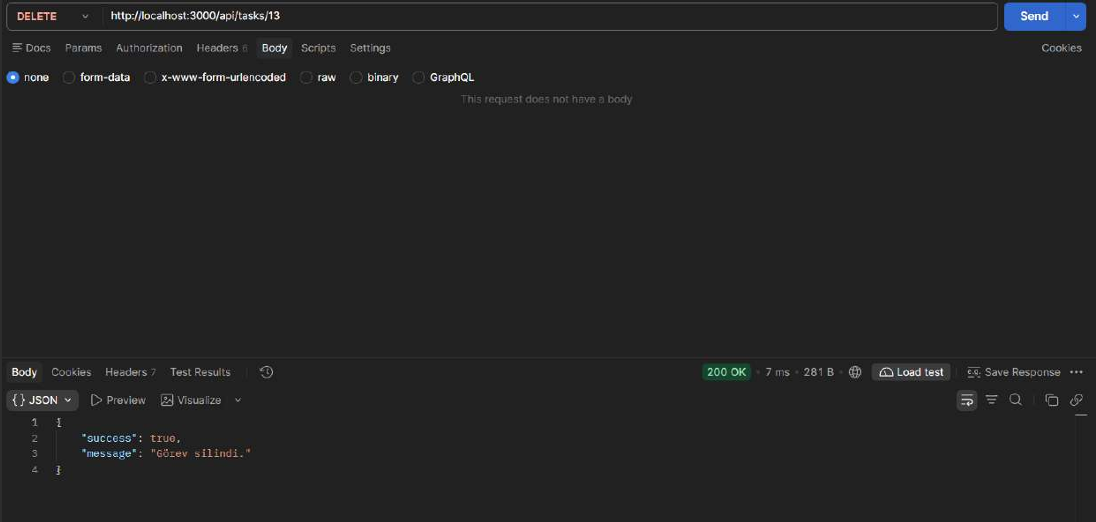 DELETE http://localhost:3000/api/tasks/13 Send
Docs Params Authorization Headers 6 Body Scripts Settings Cookies
none form-data x-www-form-urlencoded raw binary GraphQL
This request does not have a body
Body Cookies Headers 7 Test Results 200 OK • 7 ms • 281 B • Load test e.g. Save Response
{} JSON Preview Visualize
1 {
2 "success": true,
3 "message": "Görev silindi."
4 }